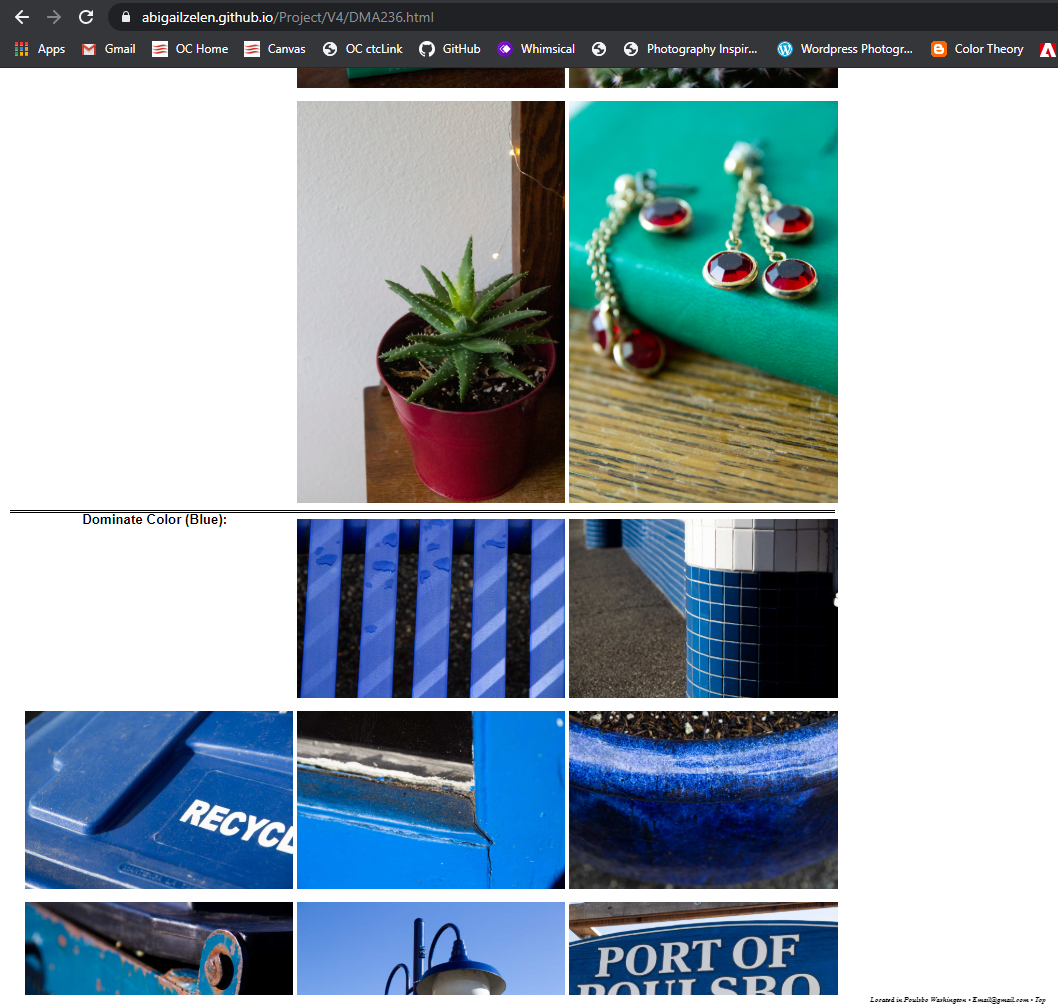 abigailzelen.github.io/Project/V4/DMA236.html
Apps Gmail OC Home Canvas OC ctcLink GitHub Whimsical Photography Inspir... Wordpress Photogr... Color Theory
Dominate Color (Blue):
RECYCL
PORT OF
POULSBO
Located in Poulsbo Washington • Email@gmail.com • Top